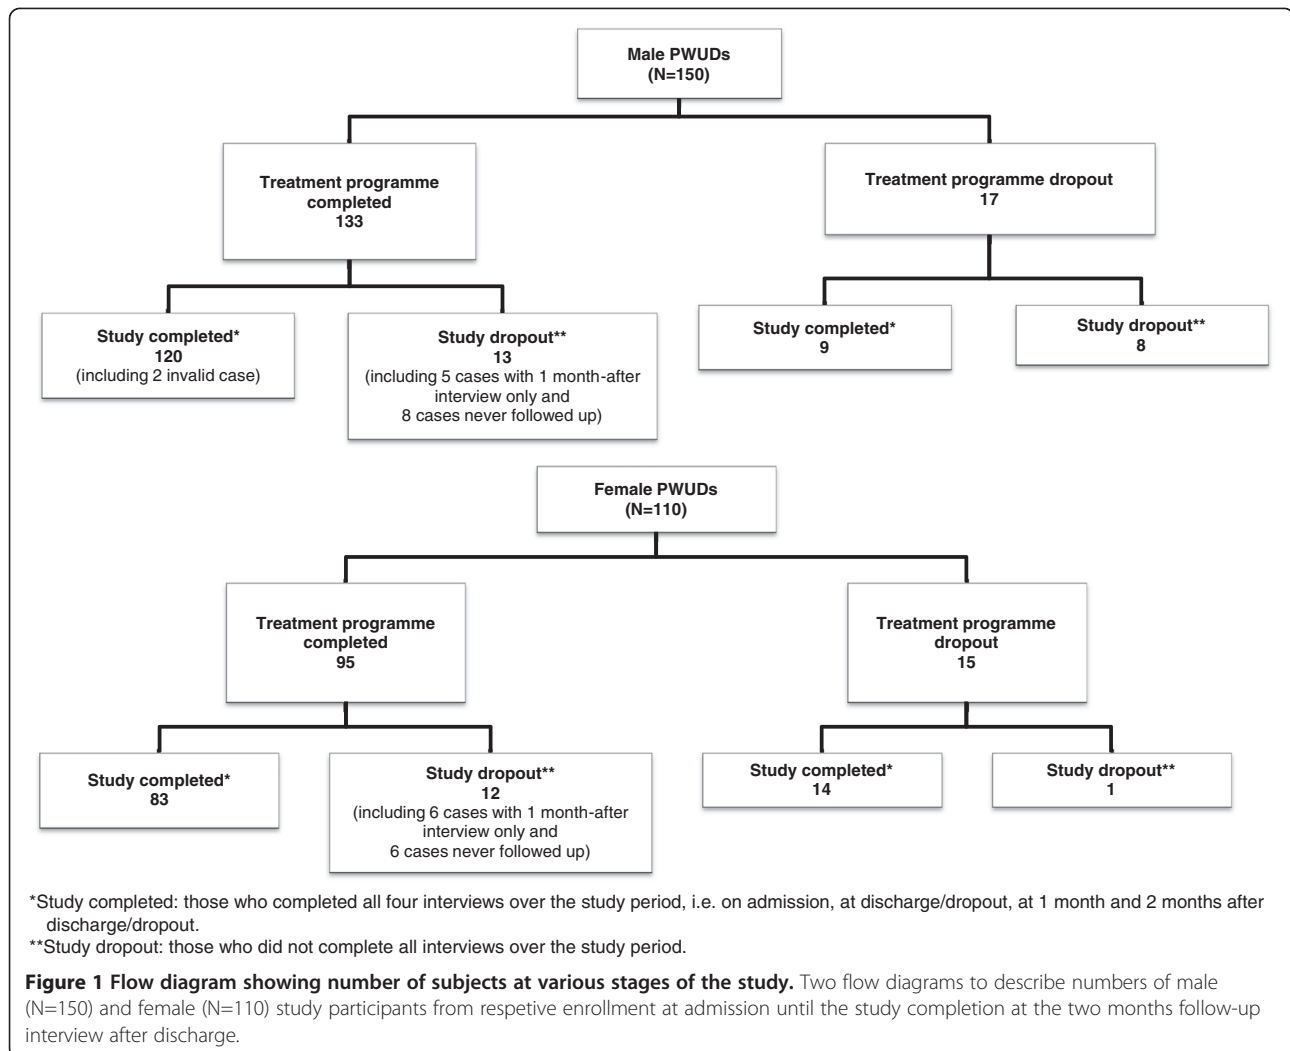 Male PWUDs
(N=150)
Treatment programme
completed
133
Treatment programme dropout
17
Study completed*
120
(including 2 invalid case)
Study dropout**
13
(including 5 cases with 1 month-after
interview only and
8 cases never followed up)
Study completed*
9
Study dropout**
8
Female PWUDs
(N=110)
Treatment programme
completed
95
Treatment programme
dropout
15
Study completed*
83
Study dropout**
12
(including 6 cases with 1 month-after
interview only and
6 cases never followed up)
Study completed*
14
Study dropout**
1
*Study completed: those who completed all four interviews over the study period, i.e. on admission, at discharge/dropout, at 1 month and 2 months after
discharge/dropout.
**Study dropout: those who did not complete all interviews over the study period.
Figure 1 Flow diagram showing number of subjects at various stages of the study. Two flow diagrams to describe numbers of male
(N=150) and female (N=110) study participants from respetive enrollment at admission until the study completion at the two months follow-up
interview after discharge.